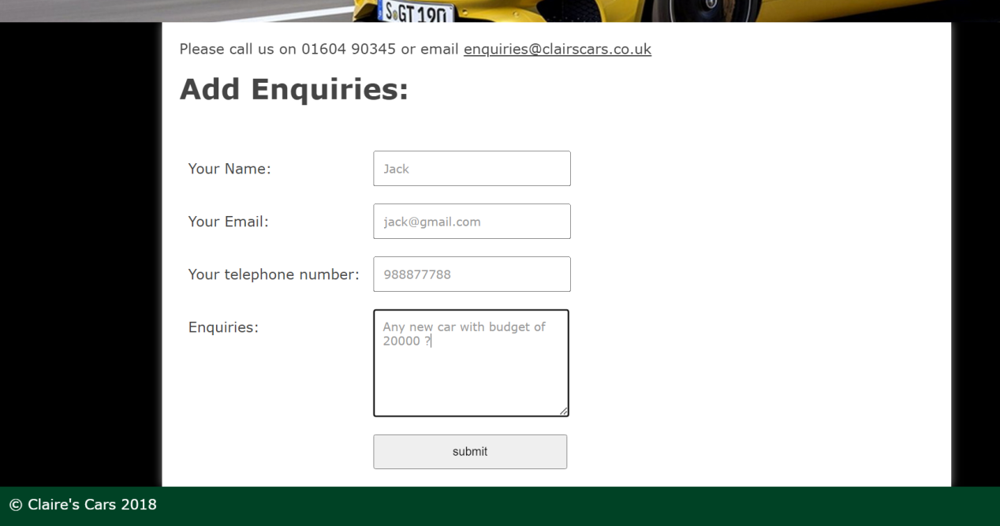 S GT 190
Please call us on 01604 90345 or email enquiries@clairscars.co.uk
Add Enquiries:
Your Name:
Jack
Your Email:
jack@gmail.com
Your telephone number:
988877788
Enquiries:
Any new car with budget of
20000 ?
submit
© Claire's Cars 2018